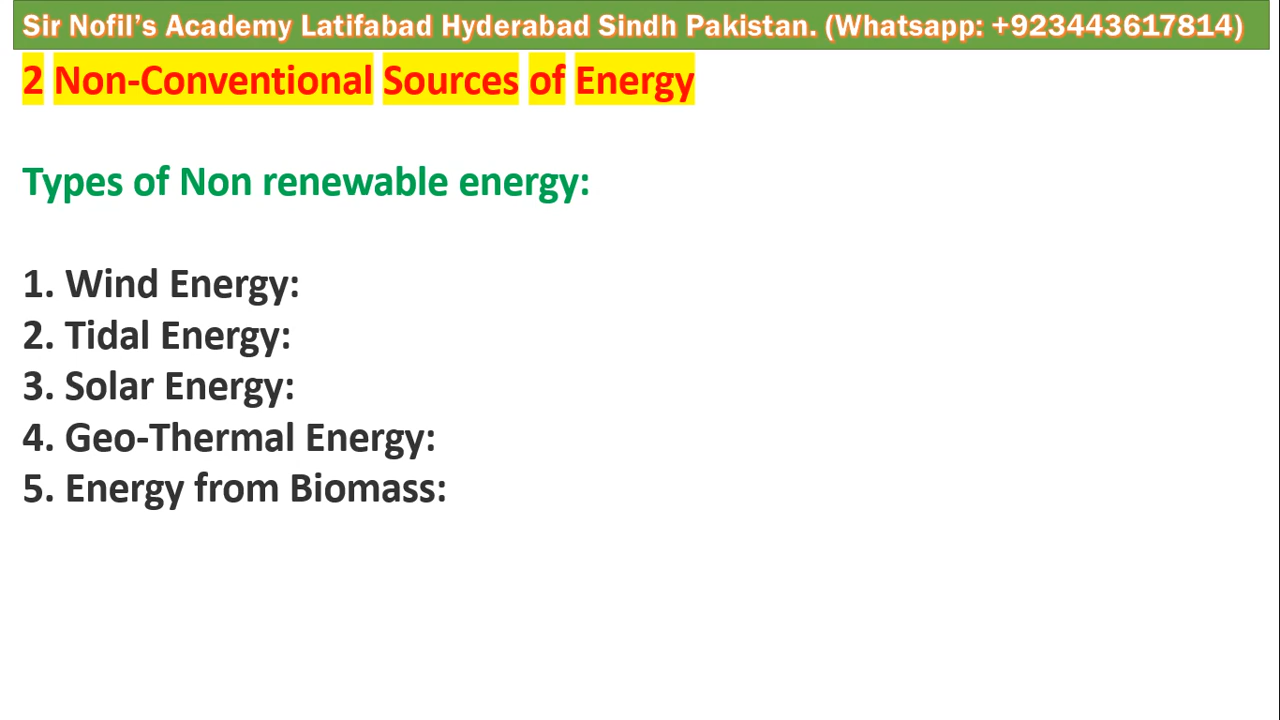 Sir Nofil’s Academy Latifabad Hyderabad Sindh Pakistan. (Whatsapp: +923443617814)
2 Non-Conventional Sources of Energy
Types of Non renewable energy:
1. Wind Energy:
2. Tidal Energy:
3. Solar Energy:
4. Geo-Thermal Energy:
5. Energy from Biomass: